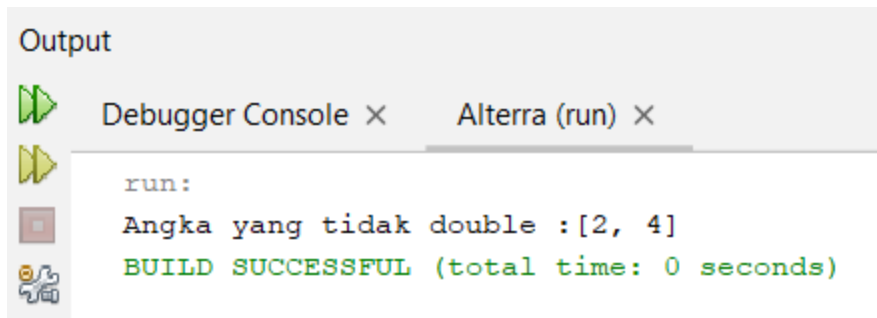 Output
Debugger Console × Alterra (run) ×
run:
Angka yang tidak double :[2, 4]
BUILD SUCCESSFUL (total time: 0 seconds)